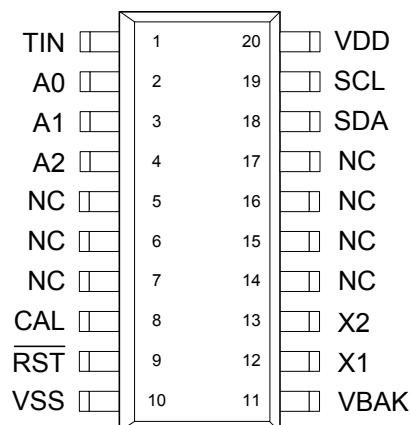 TIN 1 20 VDD
A0 2 19 SCL
A1 3 18 SDA
A2 4 17 NC
NC 5 16 NC
NC 6 15 NC
NC 7 14 NC
CAL 8 13 X2
RST 9 12 X1
VSS 10 11 VBAK